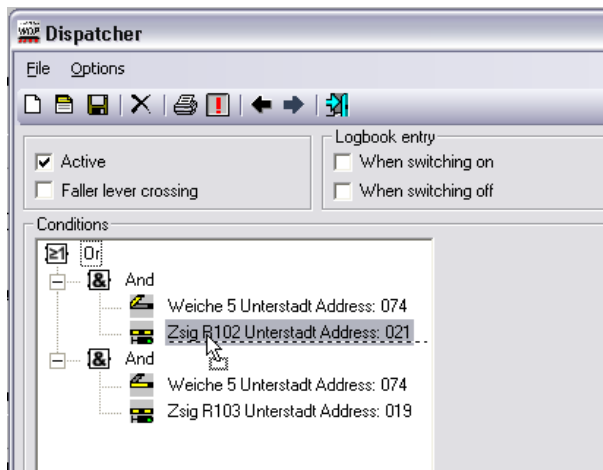 WDP Dispatcher
File Options
Logbook entry
Active
When switching on
Faller lever crossing
When switching off
Conditions
≥1 Or
& And
Weiche 5 Unterstadt Address: 074
Zsig R102 Unterstadt Address: 021
& And
Weiche 5 Unterstadt Address: 074
Zsig R103 Unterstadt Address: 019